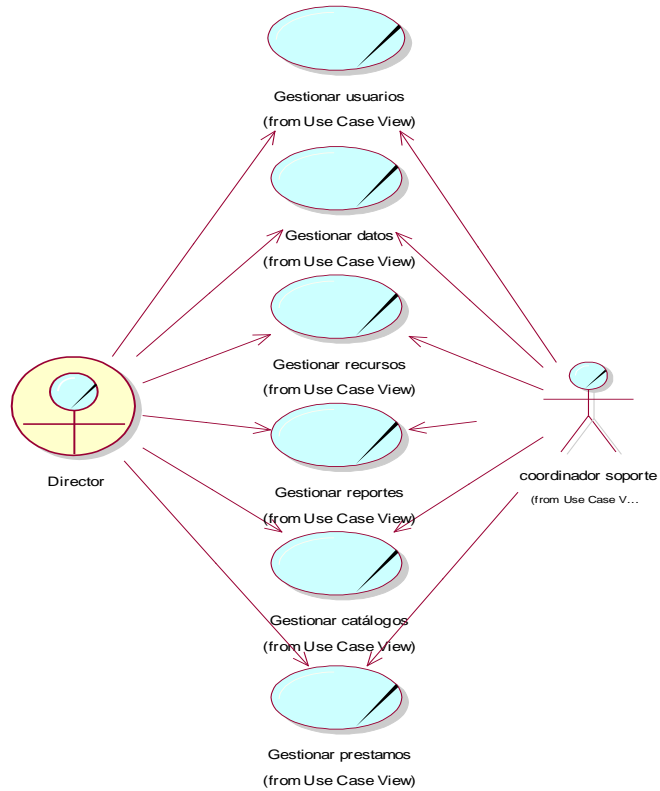 Gestionar usuarios
(from Use Case View)
Gestionar datos
(from Use Case View)
Gestionar recursos
(from Use Case View)
Director
coordinador soporte
(from Use Case V...
Gestionar reportes
(from Use Case View)
Gestionar catálogos
(from Use Case View)
Gestionar prestamos
(from Use Case View)